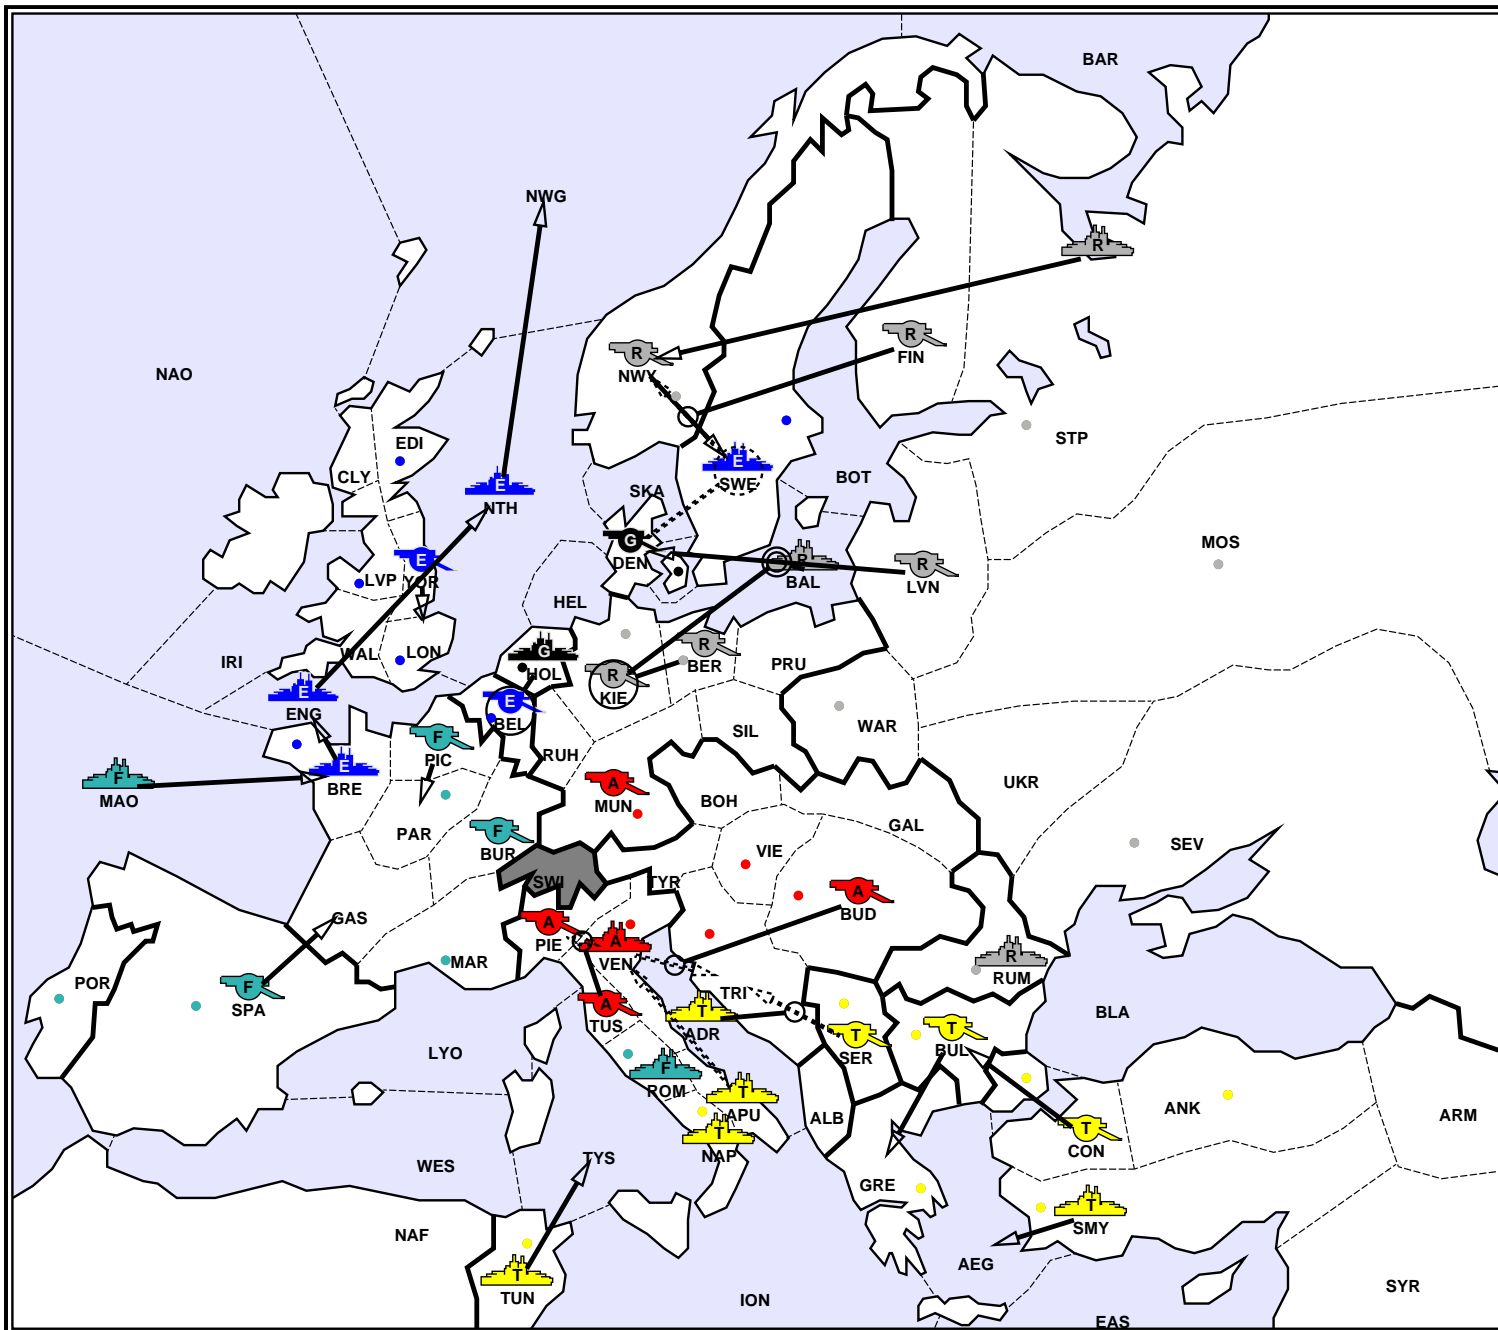 BAR
NWG
R
R
FIN
R
NWY
NAO
EDI
STP
CLY
E
SWE
BOT
E
NTH
SKA
G
DEN
MOS
E
YOR
LVP
R
BAL
R
LVN
HEL
IRI
WAL
LON
G
HOL
R
BER
PRU
R
KIE
E
ENG
E
BEL
WAR
SIL
RUH
F
PIC
E
BRE
F
MAO
UKR
A
MUN
BOH
GAL
PAR
F
BUR
SEV
VIE
SWI
TYR
A
BUD
GAS
A
PIE
A
VEN
MAR
R
RUM
POR
F
SPA
TRI
A
TUS
T
ADR
BLA
T
SER
T
BUL
LYO
F
ROM
T
APU
ALB
ANK
ARM
T
NAP
T
CON
WES
TYS
GRE
T
SMY
NAF
AEG
T
TUN
ION
SYR
EAS